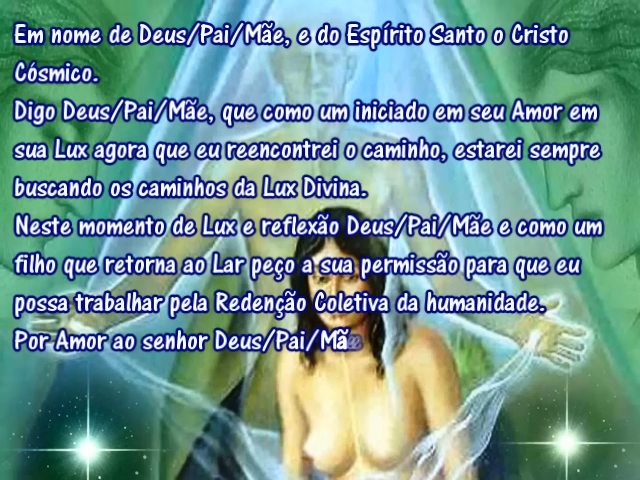 Em nome de Deus/Pai/Mãe, e do Espírito Santo o Cristo
Cósmico.
Digo Deus/Pai/Mãe, que como um iniciado em seu Amor em
sua Lux agora que eu reencontrei o caminho, estarei sempre
buscando os caminhos da Lux Divina.
Neste momento de Lux e reflexão Deus/Pai/Mãe e como um
filho que retorna ao Lar peço a sua permissão para que eu
possa trabalhar pela Redenção Coletiva da humanidade.
Por Amor ao senhor Deus/Pai/Mãe